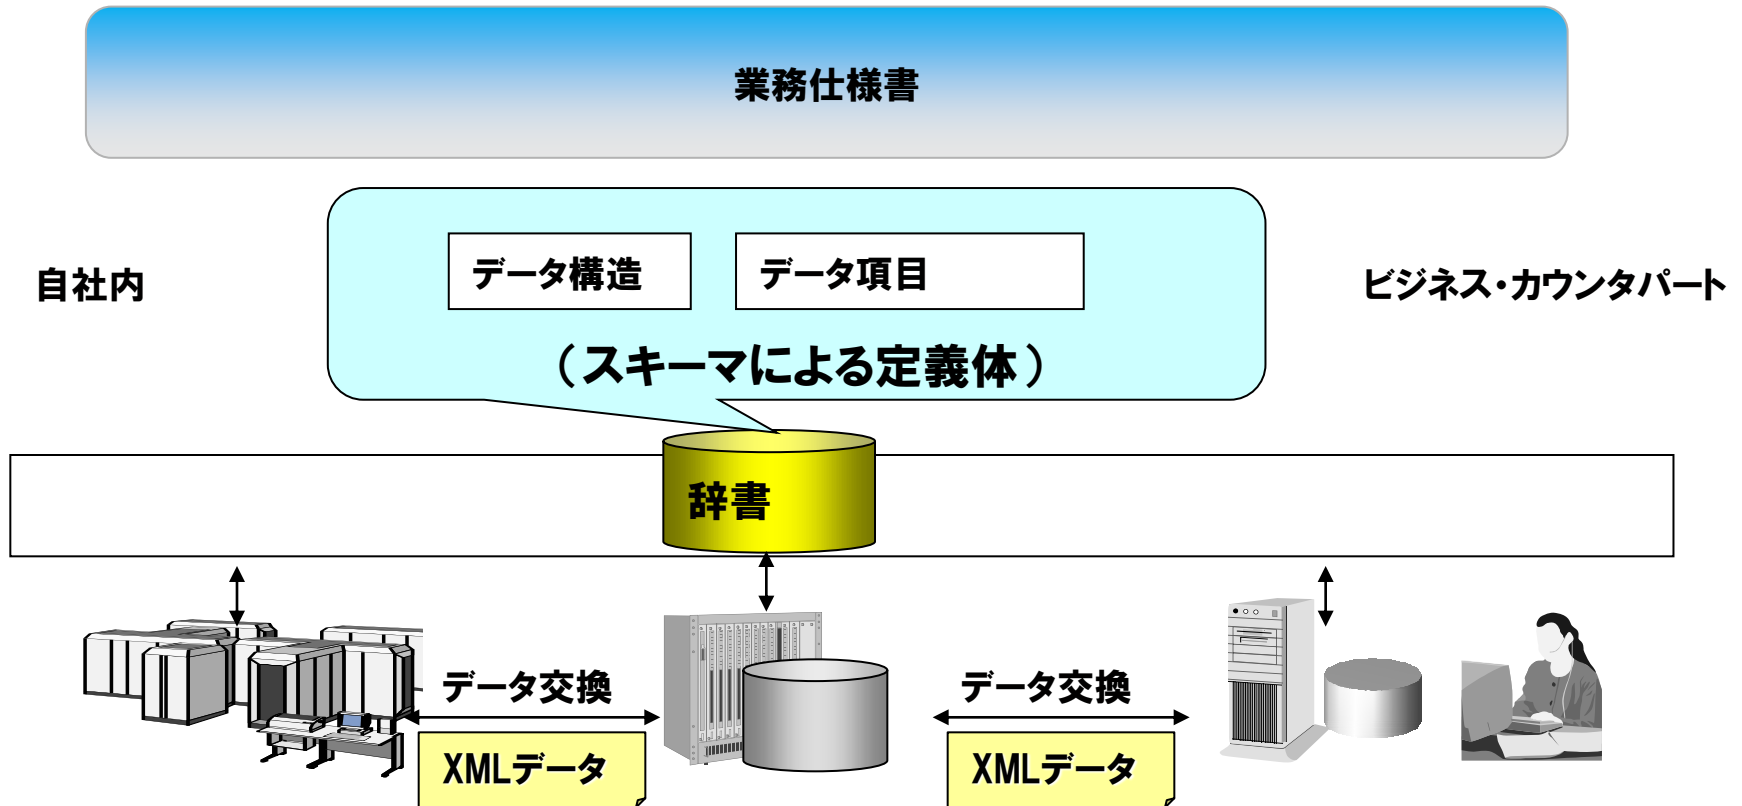 業務仕様書
データ構造
データ項目
自社内
ビジネス・カウンタパート
（スキーマによる定義体）
辞書
データ交換
データ交換
XMLデータ
XMLデータ